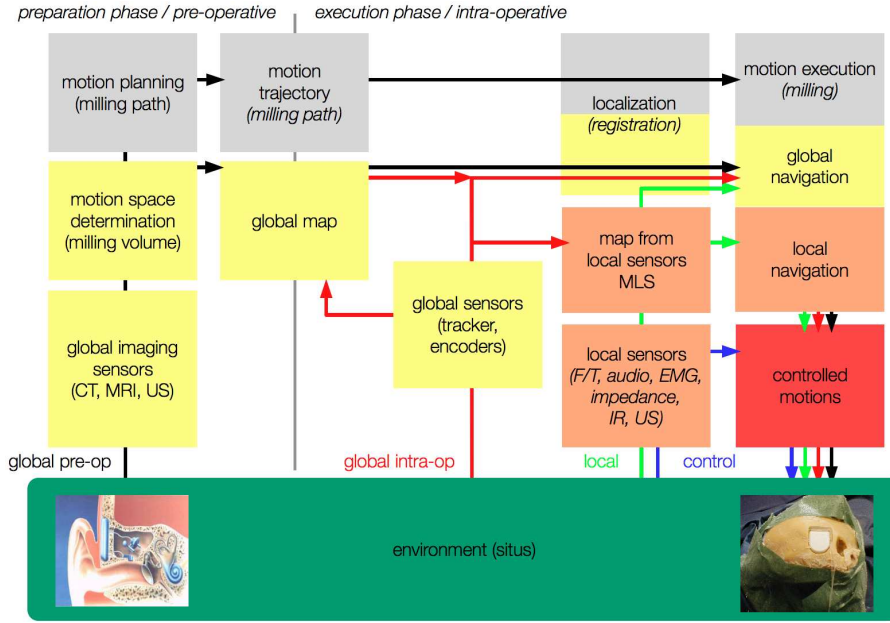 preparation phase / pre-operative
execution phase / intra-operative
motion planning
(milling path)
motion
trajectory
(milling path)
localization
(registration)
motion execution
(milling)
global
navigation
motion space
determination
(milling volume)
global map
map from
local sensors
MLS
local
navigation
global sensors
(tracker,
encoders)
global imaging
sensors
(CT, MRI, US)
local sensors
(F/T, audio, EMG,
impedance,
IR, US)
controlled
motions
global pre-op
global intra-op
local
control
environment (situs)